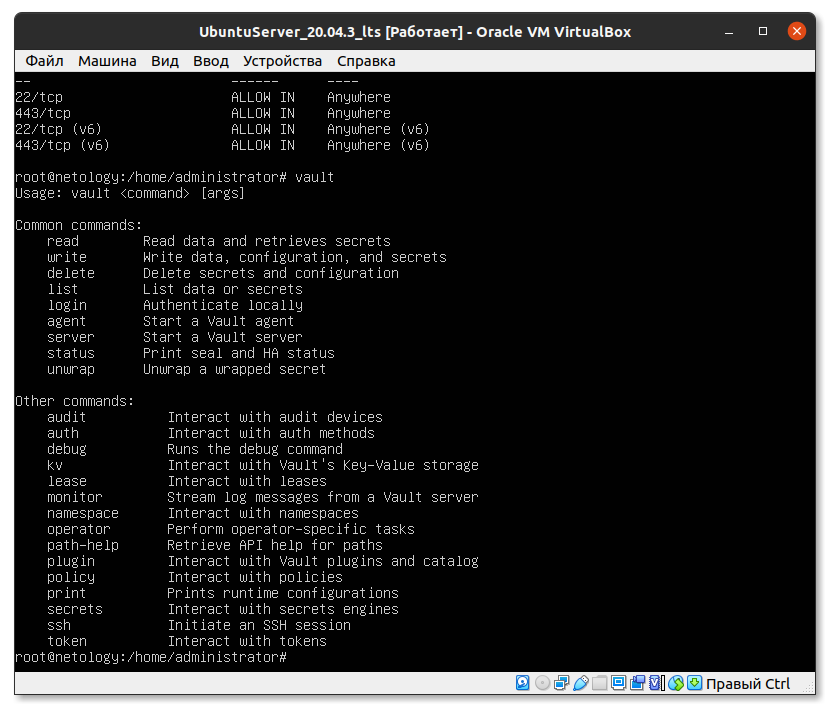 UbuntuServer_20.04.3_lts [Работает] - Oracle VM VirtualBox
Файл Машина Вид Ввод Устройства Справка
-- ------ ----
22/tcp ALLOW IN Anywhere
443/tcp ALLOW IN Anywhere
22/tcp (v6) ALLOW IN Anywhere (v6)
443/tcp (v6) ALLOW IN Anywhere (v6)
root@netology:/home/administrator# vault
Usage: vault <command> [args]
Common commands:
read Read data and retrieves secrets
write Write data, configuration, and secrets
delete Delete secrets and configuration
list List data or secrets
login Authenticate locally
agent Start a Vault agent
server Start a Vault server
status Print seal and HA status
unwrap Unwrap a wrapped secret
Other commands:
audit Interact with audit devices
auth Interact with auth methods
debug Runs the debug command
kv Interact with Vault's Key-Value storage
lease Interact with leases
monitor Stream log messages from a Vault server
namespace Interact with namespaces
operator Perform operator-specific tasks
path-help Retrieve API help for paths
plugin Interact with Vault plugins and catalog
policy Interact with policies
print Prints runtime configurations
secrets Interact with secrets engines
ssh Initiate an SSH session
token Interact with tokens
root@netology:/home/administrator#
Правый Ctrl